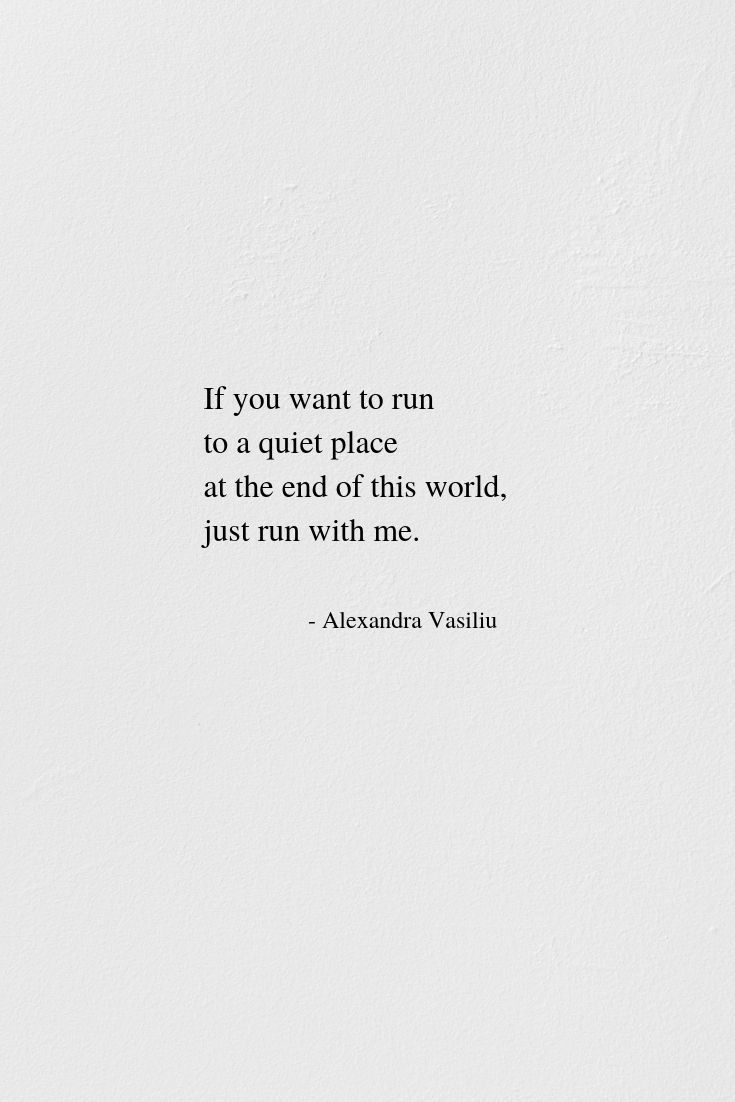 If you want to run
to a quiet place
at the end of this world,
just run with me.
- Alexandra Vasiliu